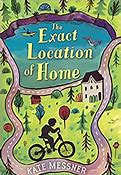 The
Exact
Location
of Home
KATE MESSNER